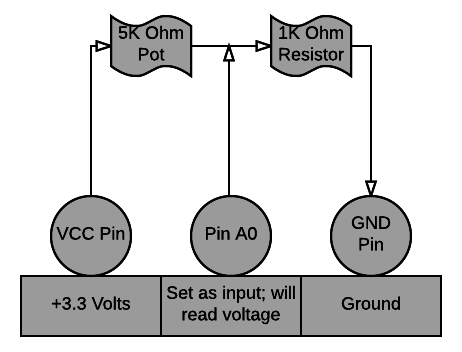 5K Ohm
Pot
1K Ohm
Resistor
VCC Pin
Pin A0
GND
Pin
+3.3 Volts
Set as input; will
read voltage
Ground